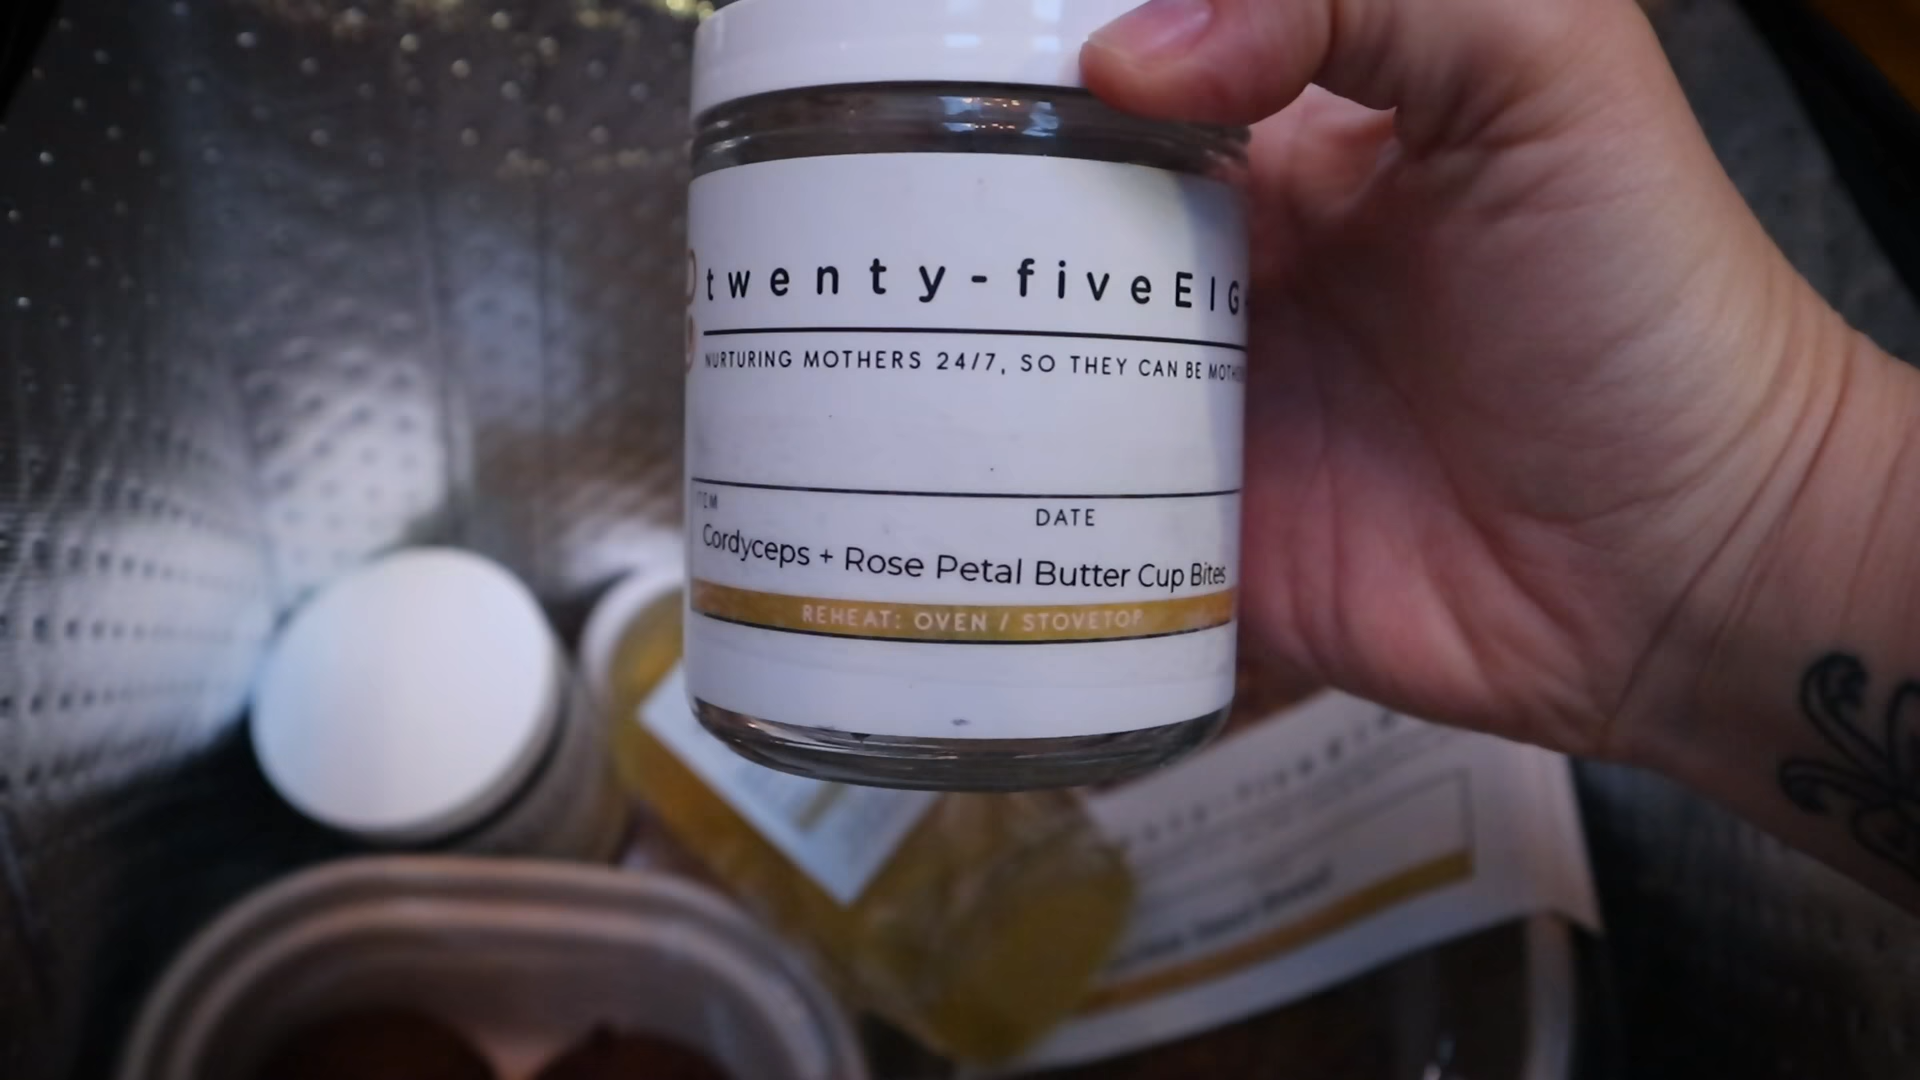 twenty-fiveEIG
NURTURING MOTHERS 24/7, SO THEY CAN BE
DATE
Cordyceps + Rose Petal Butter Cup Bites
REHEAT: OVEN / STOVETOP